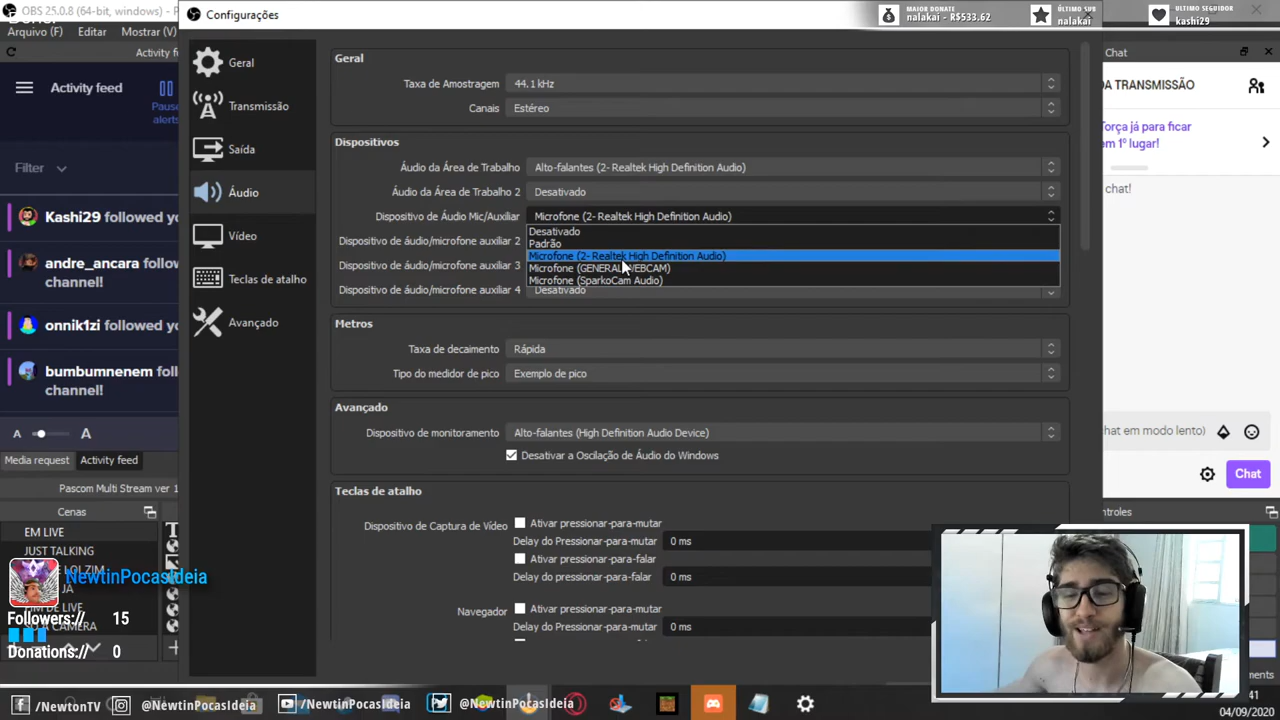 OBS 25.0.8 (64-bit, windows) - P
Configurações
MAIOR DONATE
nalakai - R$533.62
ÚLTIMO SUB
nalakai
ÚLTIMO SEGUIDOR
kashi29
Arquivo (F)
Editar
Mostrar (V)
Activity fe
Activity feed
Pause
alerts
Filter
Kashi29 followed y
andre_ancara
channel!
onnik1zi
bumbumnenem foll
channel!
A
A
Media request
Activity feed
Pascom Multi Stream ver 1
Cenas
EM LIVE
JUST TALKING
NewtinPocasIdeia
Followers://
15
Donations://
0
Geral
Transmissão
Saída
Áudio
Vídeo
Teclas de atalho
Avançado
Geral
Taxa de Amostragem
44.1 kHz
Canais
Estéreo
Dispositivos
Áudio da Área de Trabalho
Alto-falantes (2- Realtek High Definition Audio)
Áudio da Área de Trabalho 2
Desativado
Dispositivo de Áudio Mic/Auxiliar
Microfone (2- Realtek High Definition Audio)
Desativado
Padrão
Dispositivo de áudio/microfone auxiliar 2
Microfone (2- Realtek High Definition Audio)
Dispositivo de áudio/microfone auxiliar 3
Microfone (GENERAL WEBCAM)
Microfone (SparkoCam Audio)
Dispositivo de áudio/microfone auxiliar 4
Desativado
Metros
Taxa de decaimento
Rápida
Tipo do medidor de pico
Exemplo de pico
Avançado
Dispositivo de monitoramento
Alto-falantes (High Definition Audio Device)
Desativar a Oscilação de Áudio do Windows
Teclas de atalho
Dispositivo de Captura de Vídeo
Ativar pressionar-para-mutar
Delay do Pressionar-para-mutar
0 ms
Ativar pressionar-para-falar
Delay do Pressionar-para-falar
0 ms
Navegador
Ativar pressionar-para-mutar
Delay do Pressionar-para-mutar
0 ms
Chat
DA TRANSMISSÃO
Torça já para ficar
em 1º lugar!
chat!
chat em modo lento)
Chat
ntroles
/NewtonTV
@NewtinPocasIdeia
/NewtinPocasIdeia
@NewtinPocasIdeia
41
04/09/2020